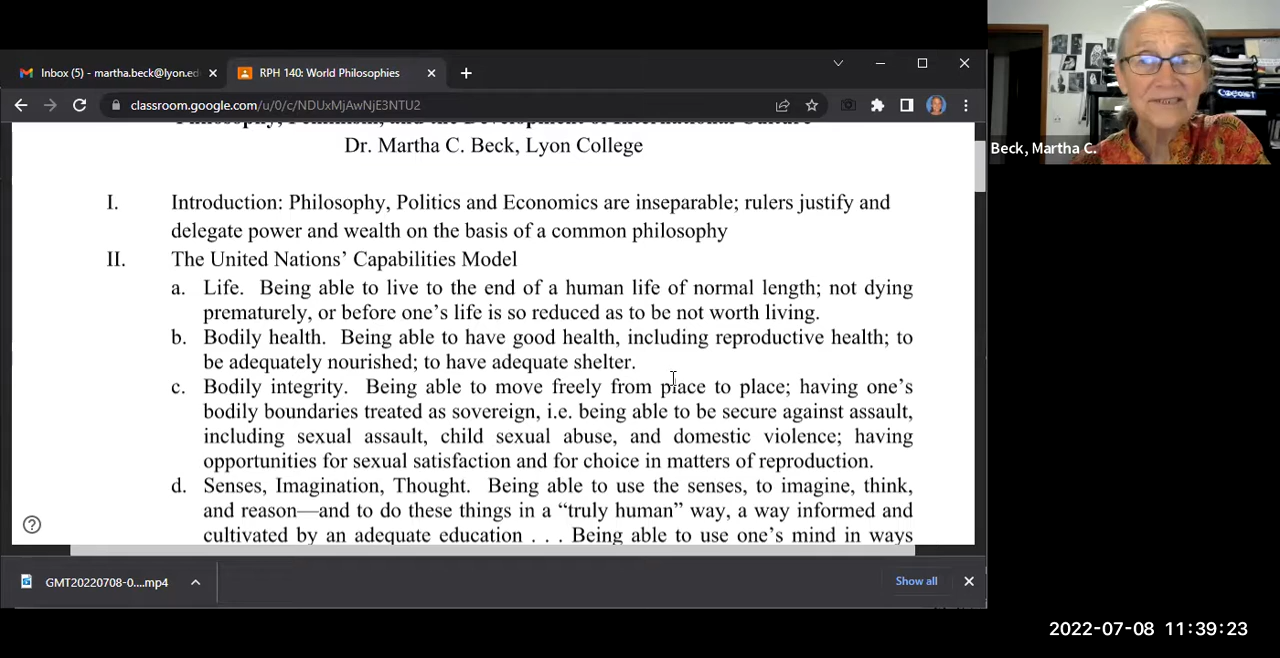 Inbox (5) - martha.beck@lyon.ed
RPH 140: World Philosophies
classroom.google.com/u/0/c/NDUxMjAwNjE3NTU2
Philosophy, Feminism, and the Development of International Culture
Dr. Martha C. Beck, Lyon College
I. Introduction: Philosophy, Politics and Economics are inseparable; rulers justify and
delegate power and wealth on the basis of a common philosophy
II. The United Nations’ Capabilities Model
a. Life. Being able to live to the end of a human life of normal length; not dying
prematurely, or before one’s life is so reduced as to be not worth living.
b. Bodily health. Being able to have good health, including reproductive health; to
be adequately nourished; to have adequate shelter.
c. Bodily integrity. Being able to move freely from place to place; having one’s
bodily boundaries treated as sovereign, i.e. being able to be secure against assault,
including sexual assault, child sexual abuse, and domestic violence; having
opportunities for sexual satisfaction and for choice in matters of reproduction.
d. Senses, Imagination, Thought. Being able to use the senses, to imagine, think,
and reason—and to do these things in a “truly human” way, a way informed and
cultivated by an adequate education . . . Being able to use one’s mind in ways
GMT20220708-0....mp4
Show all
Beck, Martha C.
2022-07-08 11:39:23